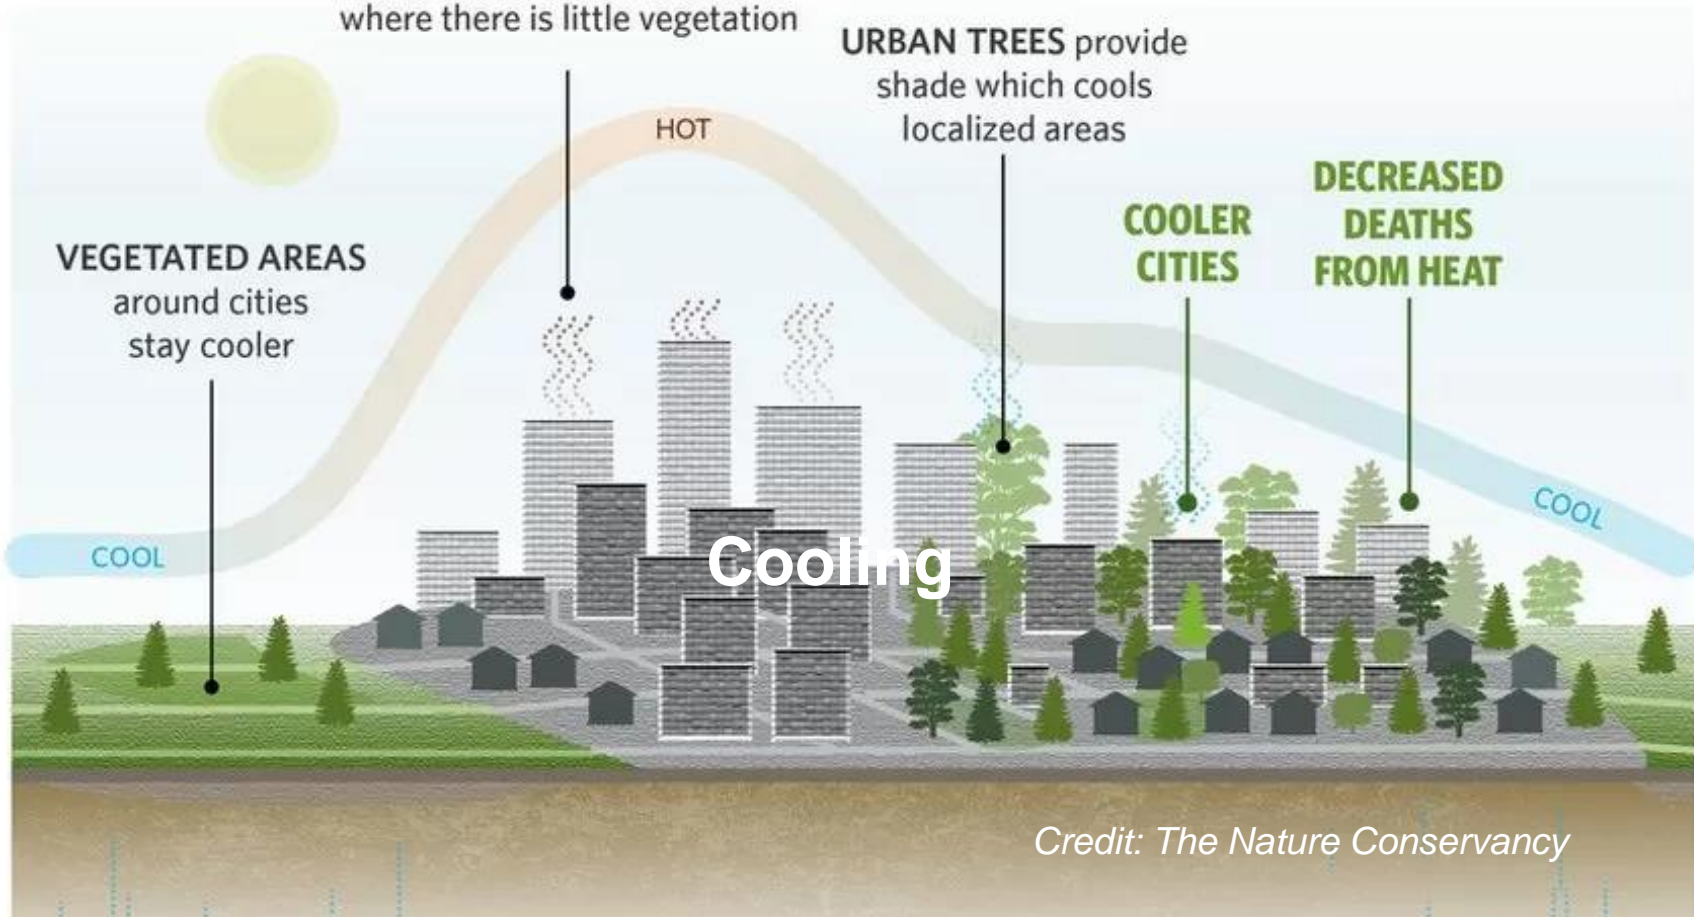 where there is little vegetation
URBAN TREES provide
shade which cools
localized areas
HOT
DECREASED
DEATHS
FROM HEAT
COOLER
CITIES
VEGETATED AREAS
around cities
stay cooler
COOL
COOL
Cooling
Credit: The Nature Conservancy